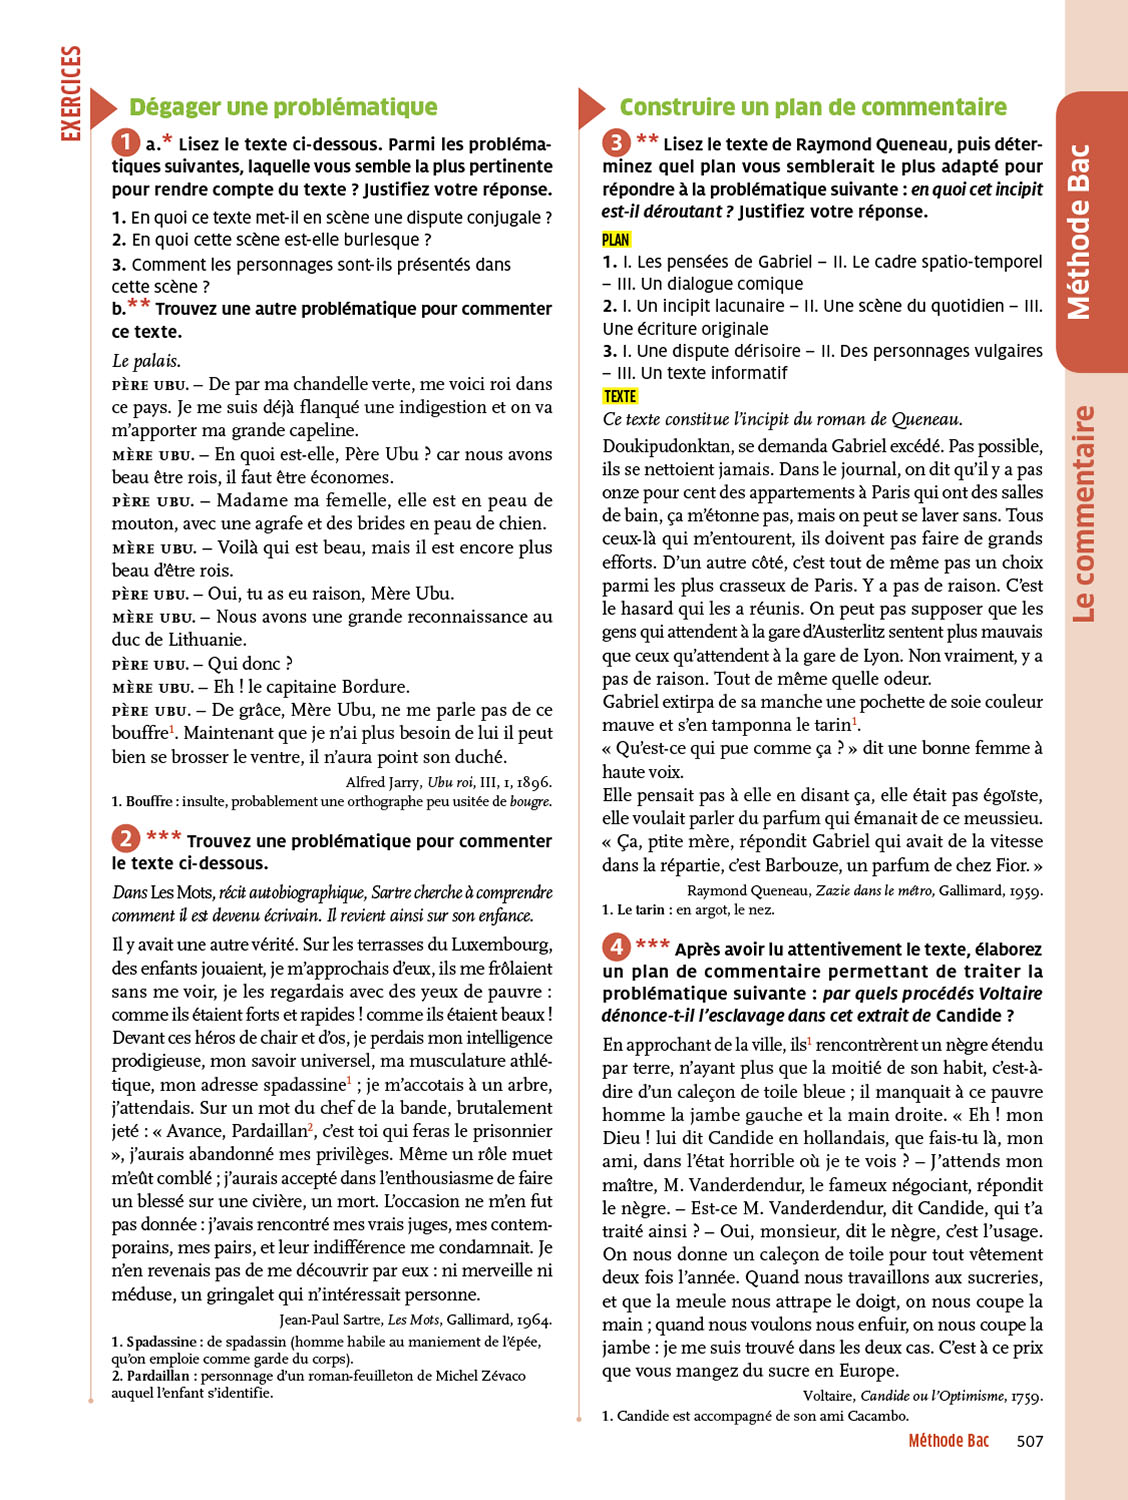 EXERCICES
Dégager une problématique
1 a.* Lisez le texte ci-dessous. Parmi les probléma-
tiques suivantes, laquelle vous semble la plus pertinente
pour rendre compte du texte ? Justifiez votre réponse.
1. En quoi ce texte met-il en scène une dispute conjugale ?
2. En quoi cette scène est-elle burlesque ?
3. Comment les personnages sont-ils présentés dans
cette scène ?
b.** Trouvez une autre problématique pour commenter
ce texte.
Le palais.
PÈRE UBU. – De par ma chandelle verte, me voici roi dans
ce pays. Je me suis déjà flanqué une indigestion et on va
m'apporter ma grande capeline.
MÈRE UBU. – En quoi est-elle, Père Ubu ? car nous avons
beau être rois, il faut être économes.
PÈRE UBU. – Madame ma femelle, elle est en peau de
mouton, avec une agrafe et des brides en peau de chien.
MÈRE UBU. – Voilà qui est beau, mais il est encore plus
beau d'être rois.
PÈRE UBU. – Oui, tu as eu raison, Mère Ubu.
MÈRE UBU. – Nous avons une grande reconnaissance au
duc de Lithuanie.
PÈRE UBU. – Qui donc ?
MÈRE UBU. – Eh ! le capitaine Bordure.
PÈRE UBU. – De grâce, Mère Ubu, ne me parle pas de ce
bouffre1. Maintenant que je n'ai plus besoin de lui il peut
bien se brosser le ventre, il n'aura point son duché.
Alfred Jarry, Ubu roi, III, 1, 1896.
1. Bouffre : insulte, probablement une orthographe peu usitée de bougre.
2 *** Trouvez une problématique pour commenter
le texte ci-dessous.
Dans Les Mots, récit autobiographique, Sartre cherche à comprendre
comment il est devenu écrivain. Il revient ainsi sur son enfance.
Il y avait une autre vérité. Sur les terrasses du Luxembourg,
des enfants jouaient, je m'approchais d'eux, ils me frôlaient
sans me voir, je les regardais avec des yeux de pauvre :
comme ils étaient forts et rapides ! comme ils étaient beaux !
Devant ces héros de chair et d'os, je perdais mon intelligence
prodigieuse, mon savoir universel, ma musculature athlé-
tique, mon adresse spadassine1 ; je m'accotais à un arbre,
j'attendais. Sur un mot du chef de la bande, brutalement
jeté : « Avance, Pardaillan2, c'est toi qui feras le prisonnier
», j'aurais abandonné mes privilèges. Même un rôle muet
m'eût comblé ; j'aurais accepté dans l'enthousiasme de faire
un blessé sur une civière, un mort. L'occasion ne m'en fut
pas donnée : j'avais rencontré mes vrais juges, mes contem-
porains, mes pairs, et leur indifférence me condamnait. Je
n'en revenais pas de me découvrir par eux : ni merveille ni
méduse, un gringalet qui n'intéressait personne.
Jean-Paul Sartre, Les Mots, Gallimard, 1964.
1. Spadassine : de spadassin (homme habile au maniement de l'épée,
qu'on emploie comme garde du corps).
2. Pardaillan : personnage d'un roman-feuilleton de Michel Zévaco
auquel l'enfant s'identifie.
Construire un plan de commentaire
3 ** Lisez le texte de Raymond Queneau, puis déter-
minez quel plan vous semblerait le plus adapté pour
répondre à la problématique suivante : en quoi cet incipit
est-il déroutant ? Justifiez votre réponse.
PLAN
1. I. Les pensées de Gabriel – II. Le cadre spatio-temporel
– III. Un dialogue comique
2. I. Un incipit lacunaire – II. Une scène du quotidien – III.
Une écriture originale
3. I. Une dispute dérisoire – II. Des personnages vulgaires
– III. Un texte informatif
TEXTE
Ce texte constitue l'incipit du roman de Queneau.
Doukipudonktan, se demanda Gabriel excédé. Pas possible,
ils se nettoient jamais. Dans le journal, on dit qu'il y a pas
onze pour cent des appartements à Paris qui ont des salles
de bain, ça m'étonne pas, mais on peut se laver sans. Tous
ceux-là qui m'entourent, ils doivent pas faire de grands
efforts. D'un autre côté, c'est tout de même pas un choix
parmi les plus crasseux de Paris. Y a pas de raison. C'est
le hasard qui les a réunis. On peut pas supposer que les
gens qui attendent à la gare d'Austerlitz sentent plus mauvais
que ceux qu'attendent à la gare de Lyon. Non vraiment, y a
pas de raison. Tout de même quelle odeur.
Gabriel extirpa de sa manche une pochette de soie couleur
mauve et s'en tamponna le tarin1.
« Qu'est-ce qui pue comme ça ? » dit une bonne femme à
haute voix.
Elle pensait pas à elle en disant ça, elle était pas égoïste,
elle voulait parler du parfum qui émanait de ce meussieu.
« Ça, ptite mère, répondit Gabriel qui avait de la vitesse
dans la répartie, c'est Barbouze, un parfum de chez Fior. »
Raymond Queneau, Zazie dans le métro, Gallimard, 1959.
1. Le tarin : en argot, le nez.
4 *** Après avoir lu attentivement le texte, élaborez
un plan de commentaire permettant de traiter la
problématique suivante : par quels procédés Voltaire
dénonce-t-il l'esclavage dans cet extrait de Candide ?
En approchant de la ville, ils1 rencontrèrent un nègre étendu
par terre, n'ayant plus que la moitié de son habit, c'est-à-
dire d'un caleçon de toile bleue ; il manquait à ce pauvre
homme la jambe gauche et la main droite. « Eh ! mon
Dieu ! lui dit Candide en hollandais, que fais-tu là, mon
ami, dans l'état horrible où je te vois ? – J'attends mon
maître, M. Vanderdendur, le fameux négociant, répondit
le nègre. – Est-ce M. Vanderdendur, dit Candide, qui t'a
traité ainsi ? – Oui, monsieur, dit le nègre, c'est l'usage.
On nous donne un caleçon de toile pour tout vêtement
deux fois l'année. Quand nous travaillons aux sucreries,
et que la meule nous attrape le doigt, on nous coupe la
main ; quand nous voulons nous enfuir, on nous coupe la
jambe : je me suis trouvé dans les deux cas. C'est à ce prix
que vous mangez du sucre en Europe.
Voltaire, Candide ou l'Optimisme, 1759.
1. Candide est accompagné de son ami Cacambo.
Méthode Bac
Le commentaire
Méthode Bac 507